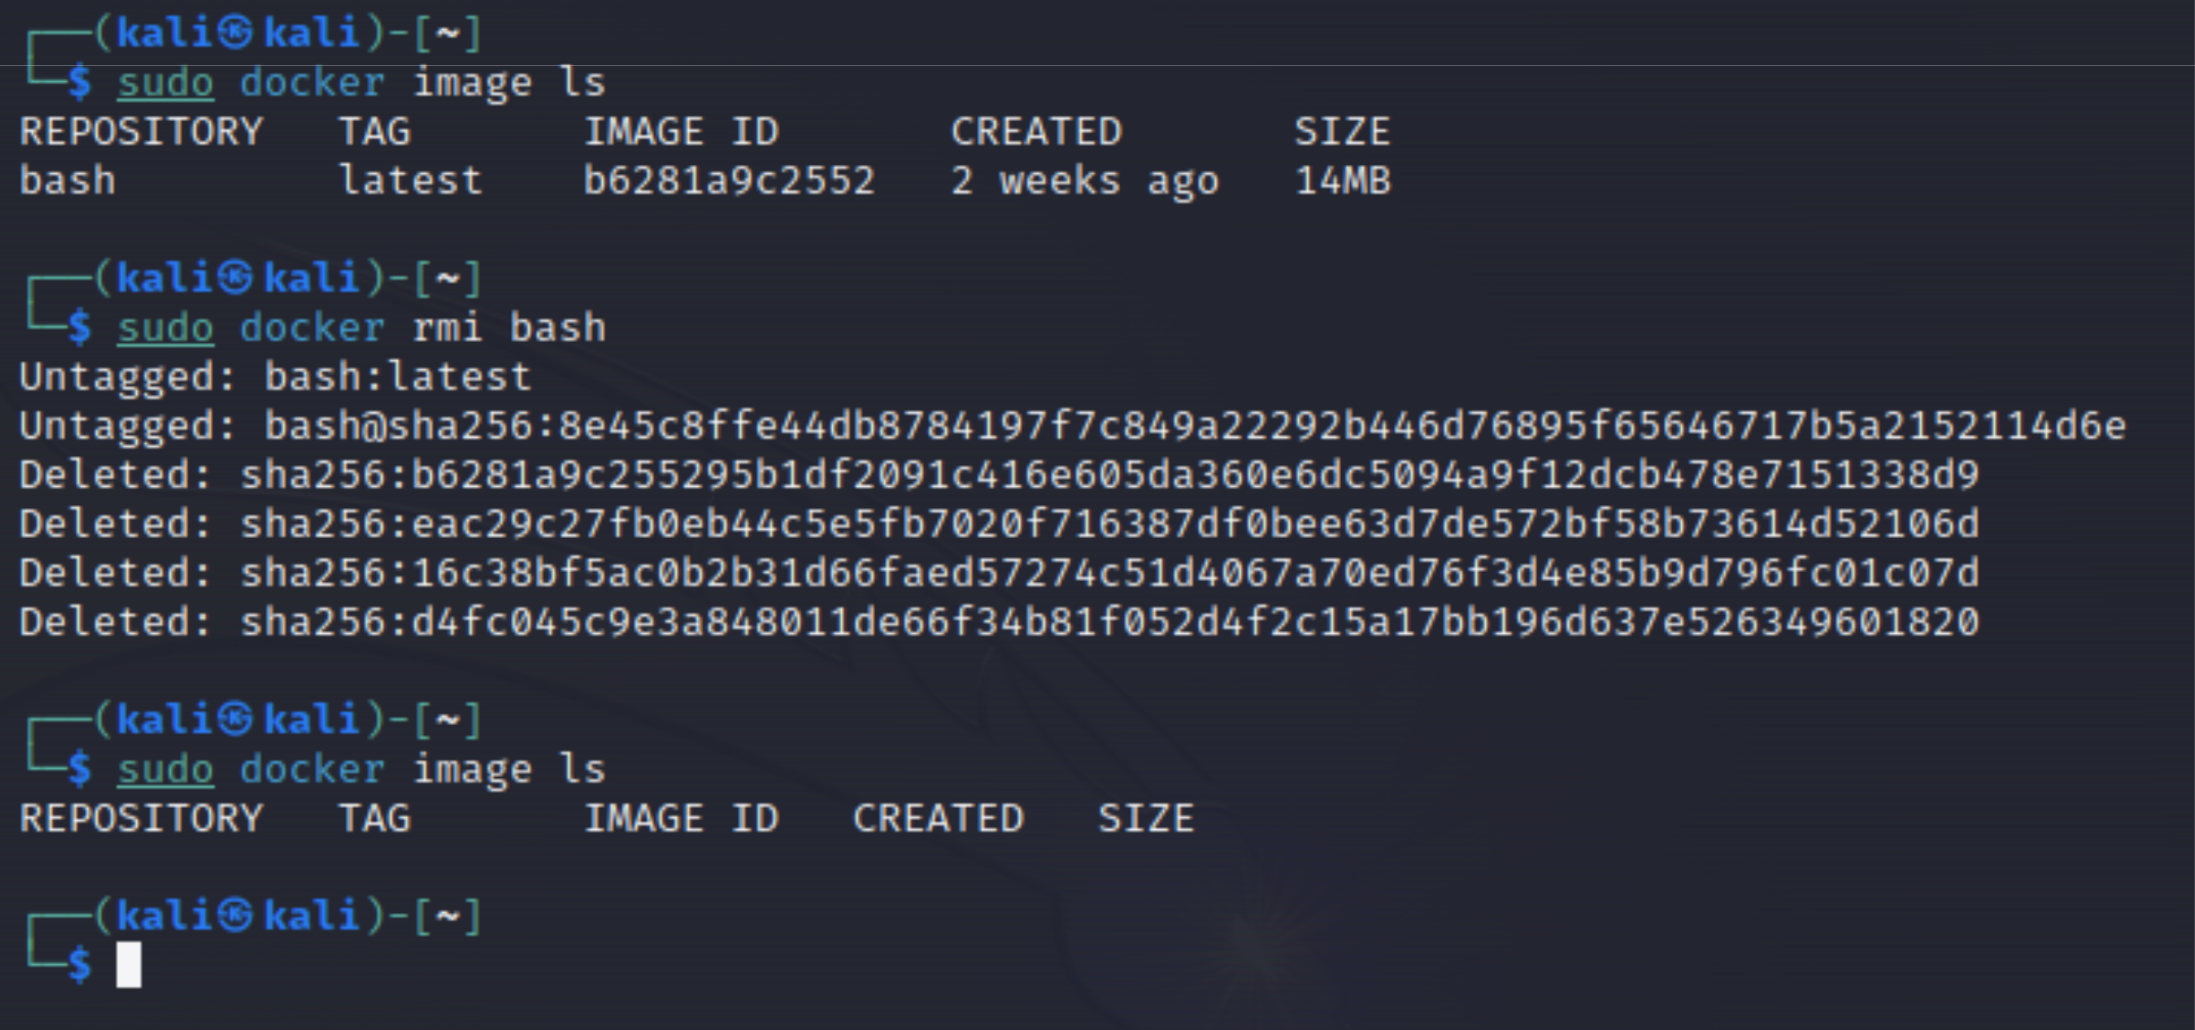 ┌──(kali㉿kali)-[~]
└─$ sudo docker image ls
REPOSITORY   TAG       IMAGE ID       CREATED       SIZE
bash         latest    b6281a9c2552   2 weeks ago   14MB
┌──(kali㉿kali)-[~]
└─$ sudo docker rmi bash
Untagged: bash:latest
Untagged: bash@sha256:8e45c8ffe44db8784197f7c849a22292b446d76895f65646717b5a2152114d6e
Deleted: sha256:b6281a9c255295b1df2091c416e605da360e6dc5094a9f12dcb478e7151338d9
Deleted: sha256:eac29c27fb0eb44c5e5fb7020f716387df0bee63d7de572bf58b73614d52106d
Deleted: sha256:16c38bf5ac0b2b31d66faed57274c51d4067a70ed76f3d4e85b9d796fc01c07d
Deleted: sha256:d4fc045c9e3a848011de66f34b81f052d4f2c15a17bb196d637e526349601820
┌──(kali㉿kali)-[~]
└─$ sudo docker image ls
REPOSITORY   TAG       IMAGE ID   CREATED   SIZE
┌──(kali㉿kali)-[~]
└─$